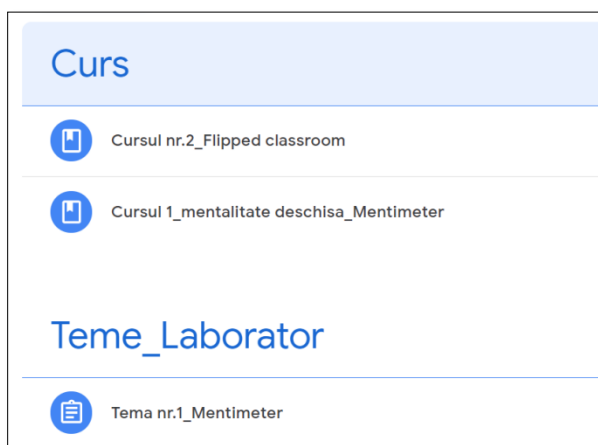 Curs
Cursul nr.2_Flipped classroom
Cursul 1_mentalitate deschisa_Mentimeter
Teme_Laborator
Tema nr.1_Mentimeter